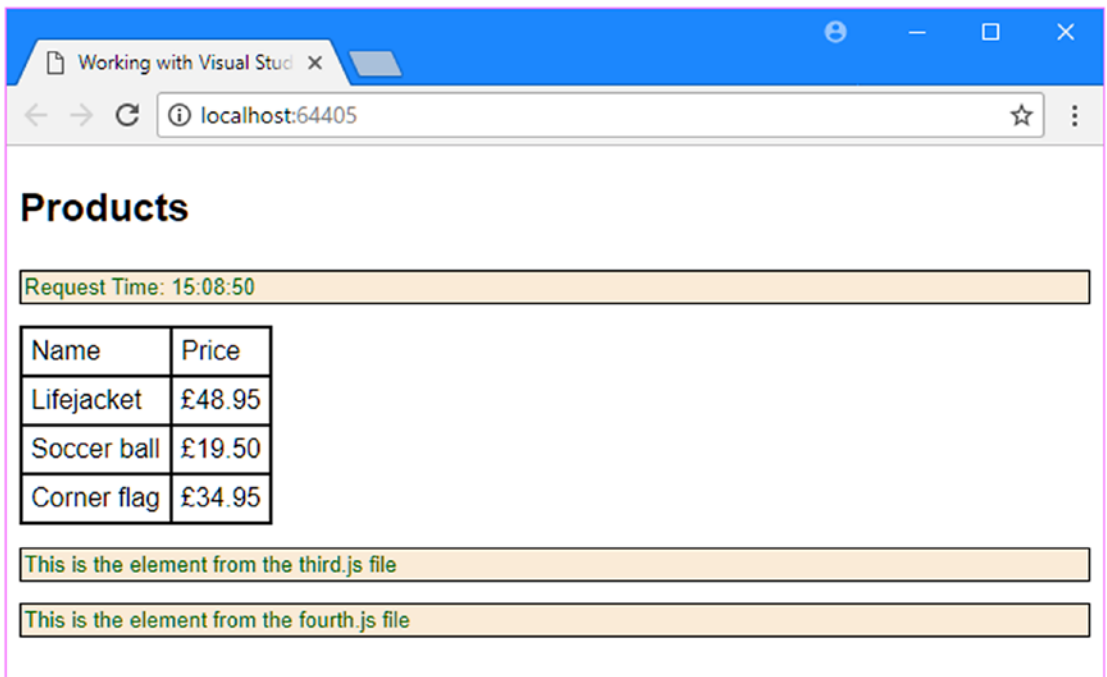 Working with Visual Stud
localhost:64405
Products
Request Time: 15:08:50
Name Price
Lifejacket £48.95
Soccer ball £19.50
Corner flag £34.95
This is the element from the third.js file
This is the element from the fourth.js file